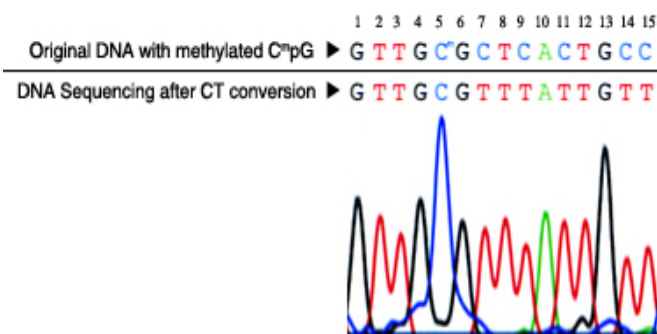 1 2 3 4 5 6 7 8 9 10 11 12 13 14 15
Original DNA with methylated CᵐpG ▶ G T T G Cᵐ G C T C A C T G C C
DNA Sequencing after CT conversion ▶ G T T G C G T T T A T T G T T